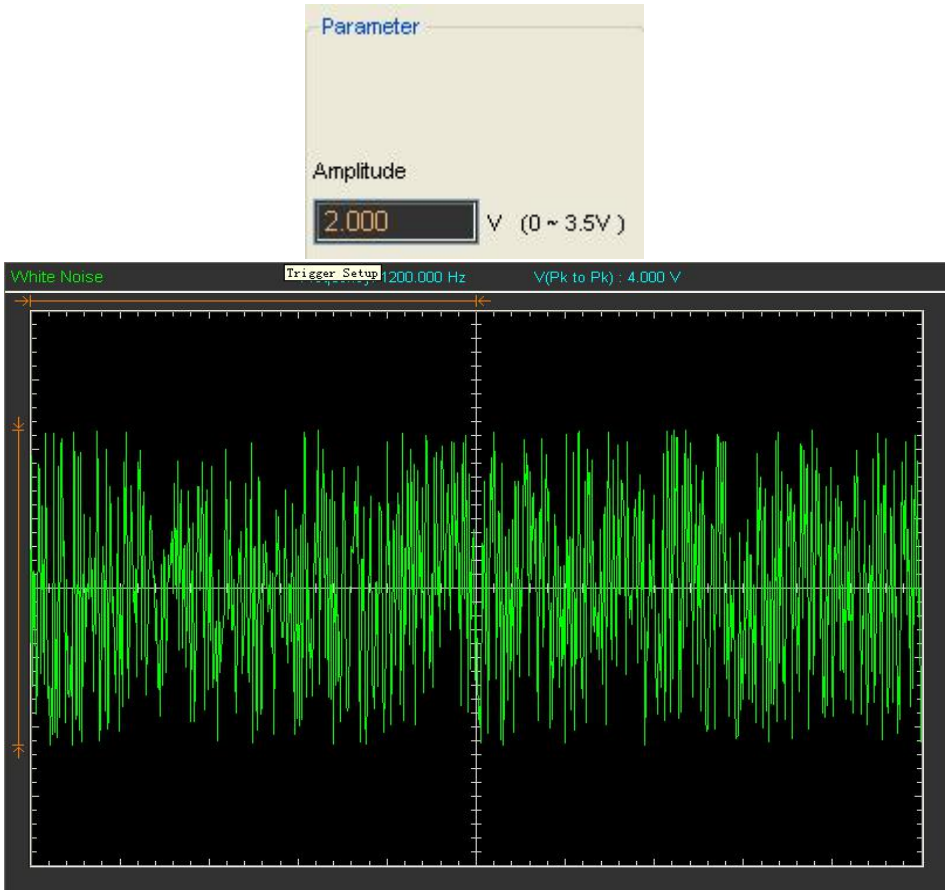 Parameter
Amplitude
2.000 V (0 ~ 3.5V )
White Noise Trigger Setup 1200.000 Hz V(Pk to Pk) : 4.000 V